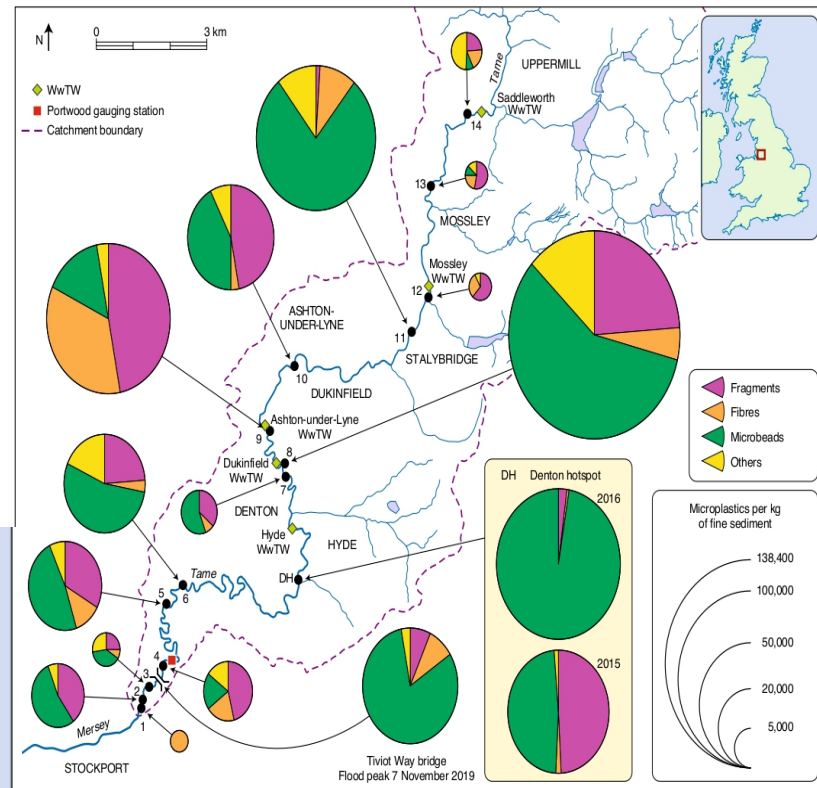 N
0
3 km
WwTW
Portwood gauging station
Catchment boundary
Tame
UPPERMILL
Saddleworth
WwTW
14
13
MOSSLEY
Mossley
WwTW
12
ASHTON-
UNDER-LYNE
11
STALYBRIDGE
10
DUKINFIELD
Ashton-under-Lyne
WwTW
9
Dukinfield
WwTW
8
7
DENTON
Hyde
WwTW
HYDE
DH
Tame
5
6
4
3
2
1
Mersey
STOCKPORT
Tiviot Way bridge
Flood peak 7 November 2019
Fragments
Fibres
Microbeads
Others
DH Denton hotspot
2016
2015
Microplastics per kg
of fine sediment
138,400
100,000
50,000
20,000
5,000